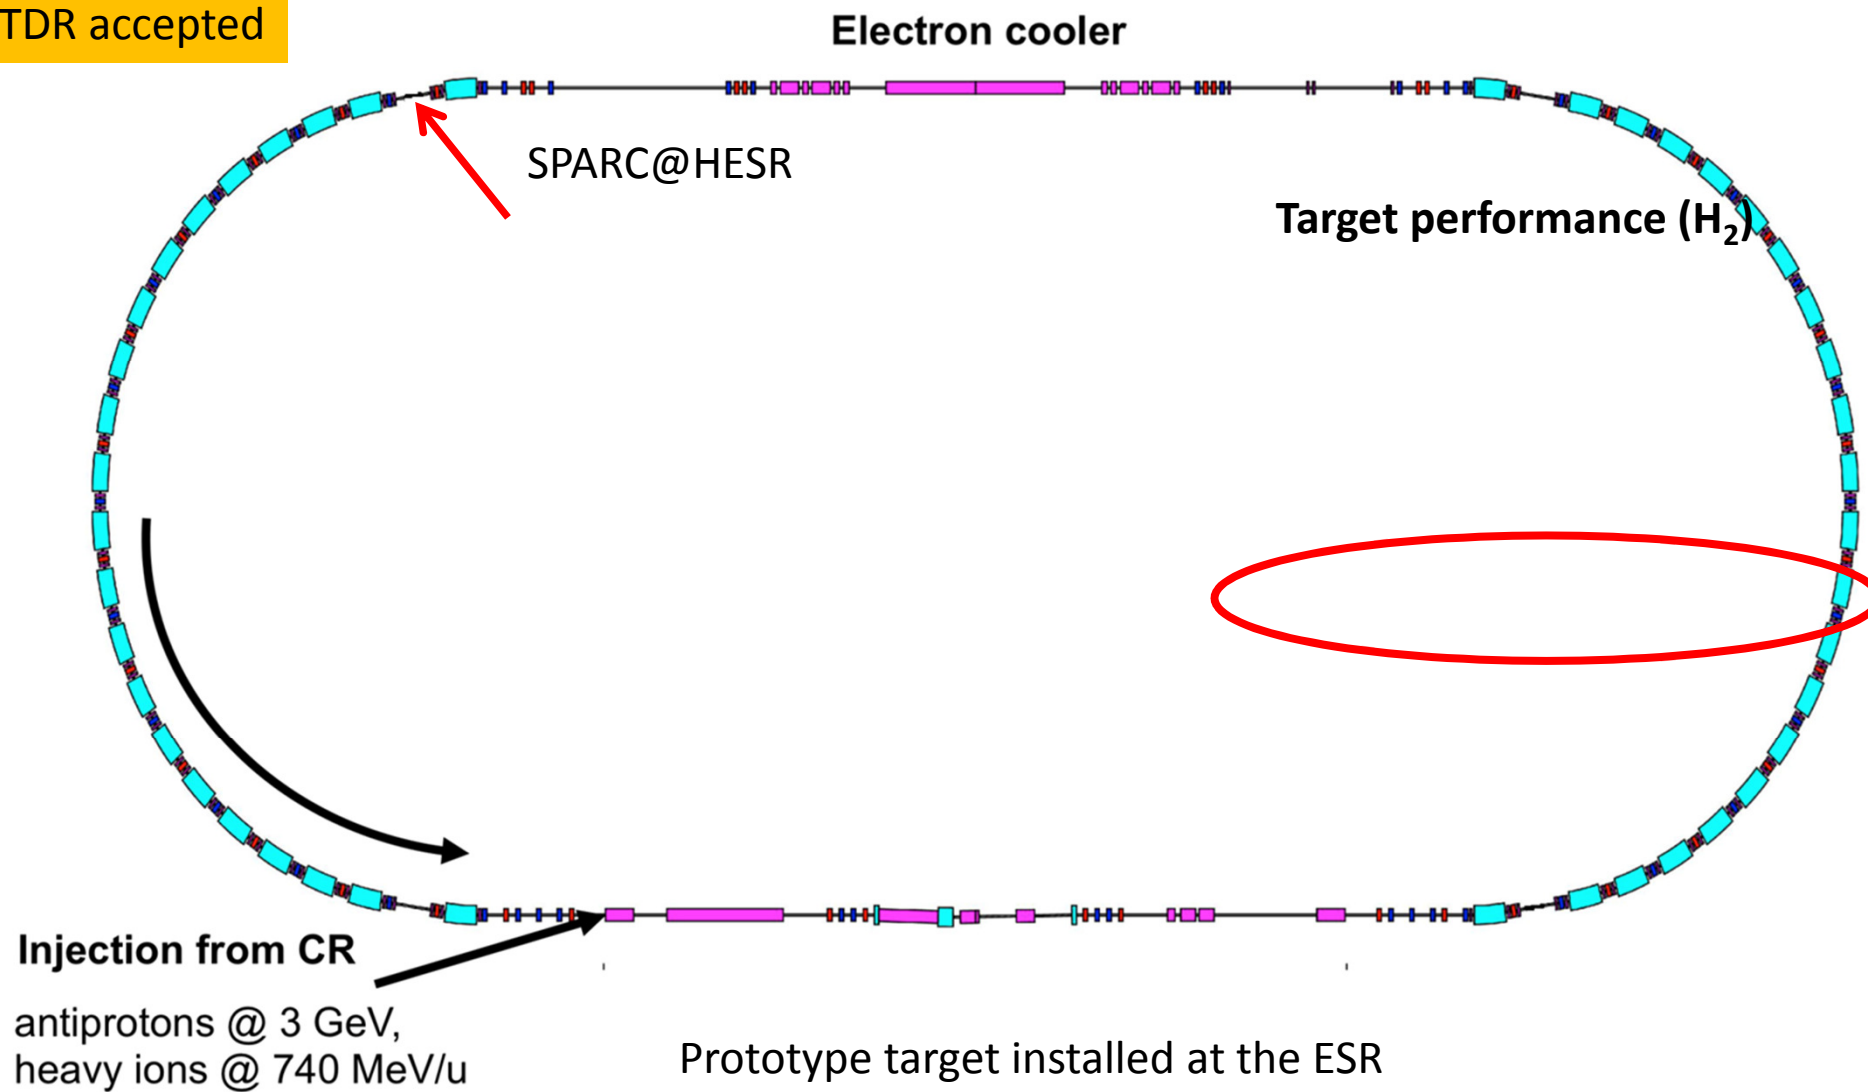 TDR accepted
Electron cooler
SPARC@HESR
Target performance (H2)
Injection from CR
antiprotons @ 3 GeV,
heavy ions @ 740 MeV/u
Prototype target installed at the ESR